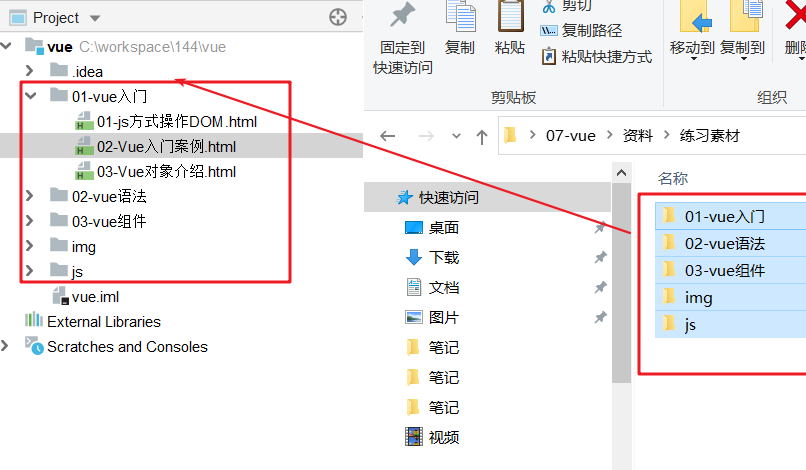 Project
vue C:\workspace\144\vue
.idea
01-vue入门
01-js方式操作DOM.html
02-Vue入门案例.html
03-Vue对象介绍.html
02-vue语法
03-vue组件
img
js
vue.iml
External Libraries
Scratches and Consoles
固定到
快速访问
复制
粘贴
剪切
复制路径
粘贴快捷方式
剪贴板
移动到
复制到
删除
组织
07-vue
资料
练习素材
快速访问
桌面
下载
文档
图片
笔记
笔记
笔记
视频
名称
01-vue入门
02-vue语法
03-vue组件
img
js